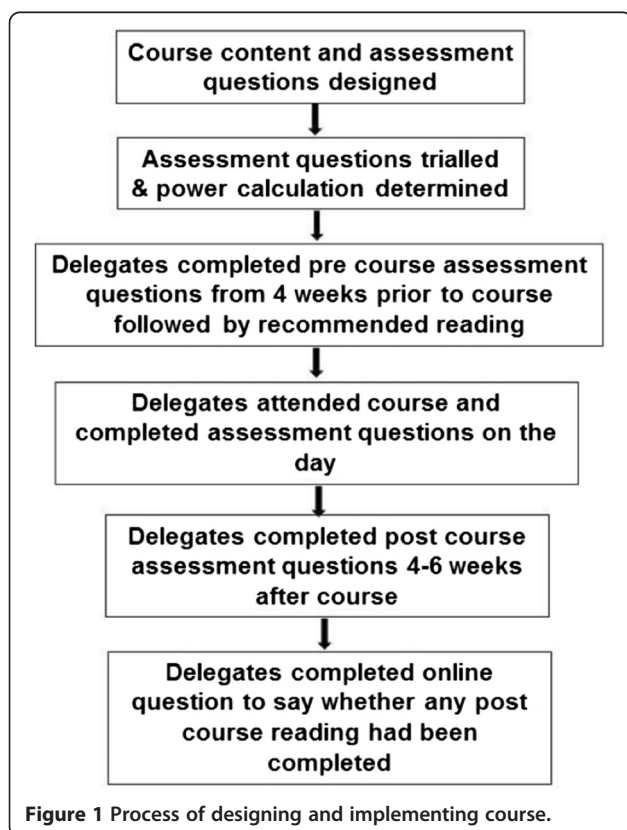 Course content and assessment
questions designed
Assessment questions trialled
& power calculation determined
Delegates completed pre course assessment
questions from 4 weeks prior to course
followed by recommended reading
Delegates attended course and
completed assessment questions on the
day
Delegates completed post course
assessment questions 4-6 weeks
after course
Delegates completed online
question to say whether any post
course reading had been
completed
Figure 1 Process of designing and implementing course.